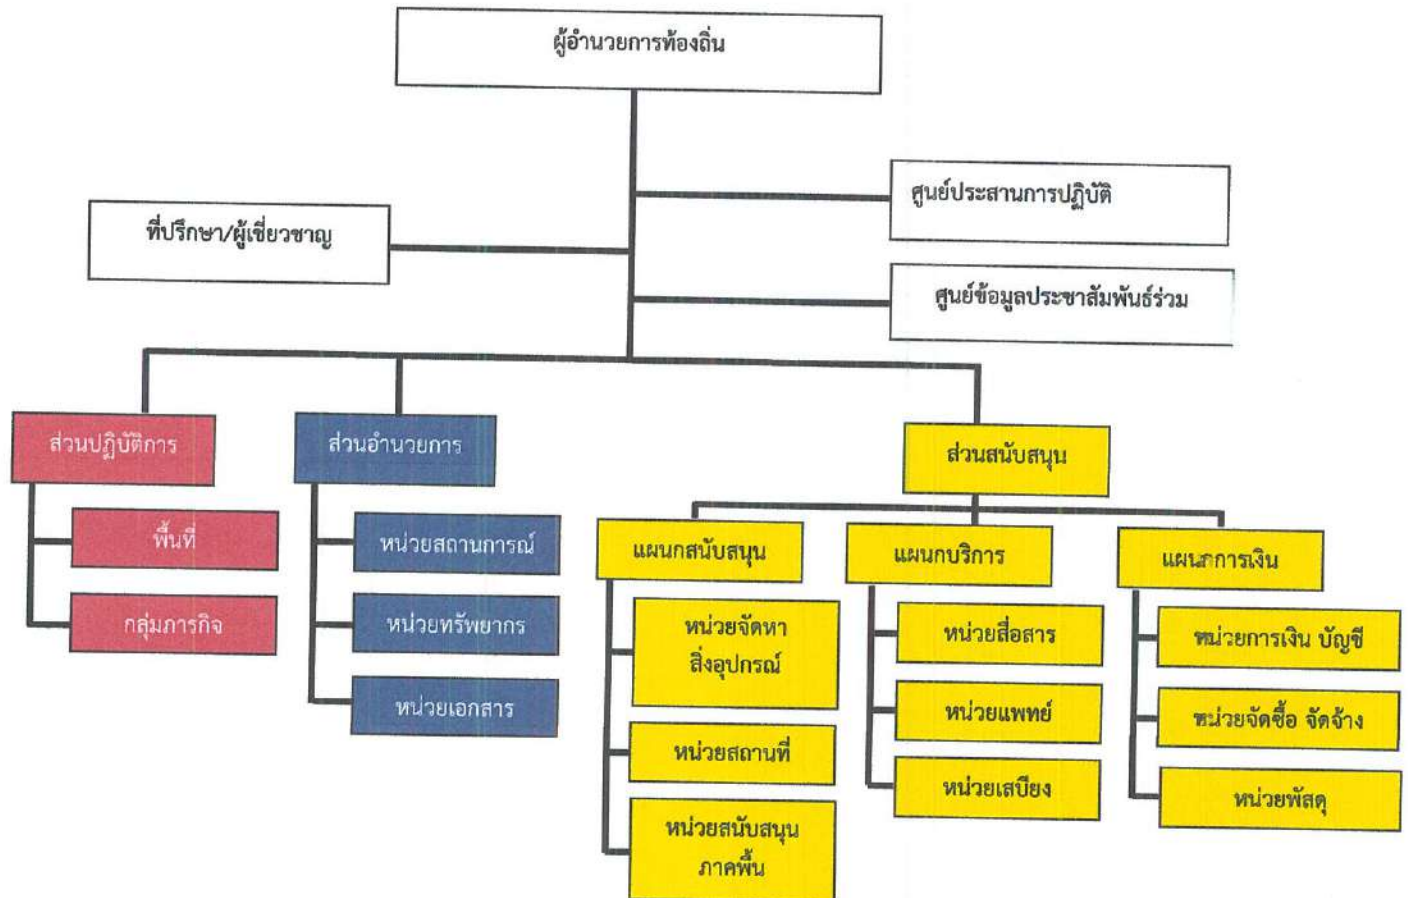 ผู้อำนวยการท้องถิ่น
ศูนย์ประสานการปฏิบัติ
ที่ปรึกษา/ผู้เชี่ยวชาญ
ศูนย์ข้อมูลประชาสัมพันธ์ร่วม
ส่วนปฏิบัติการ
พื้นที่
กลุ่มภารกิจ
ส่วนอำนวยการ
หน่วยสถานการณ์
หน่วยทรัพยากร
หน่วยเอกสาร
ส่วนสนับสนุน
แผนกสนับสนุน
หน่วยจัดหา
สิ่งอุปกรณ์
หน่วยสถานที่
หน่วยสนับสนุน
ภาคพื้น
แผนกบริการ
หน่วยสื่อสาร
หน่วยแพทย์
หน่วยเสบียง
แผนกการเงิน
หน่วยการเงิน บัญชี
หน่วยจัดซื้อ จัดจ้าง
หน่วยพัสดุ